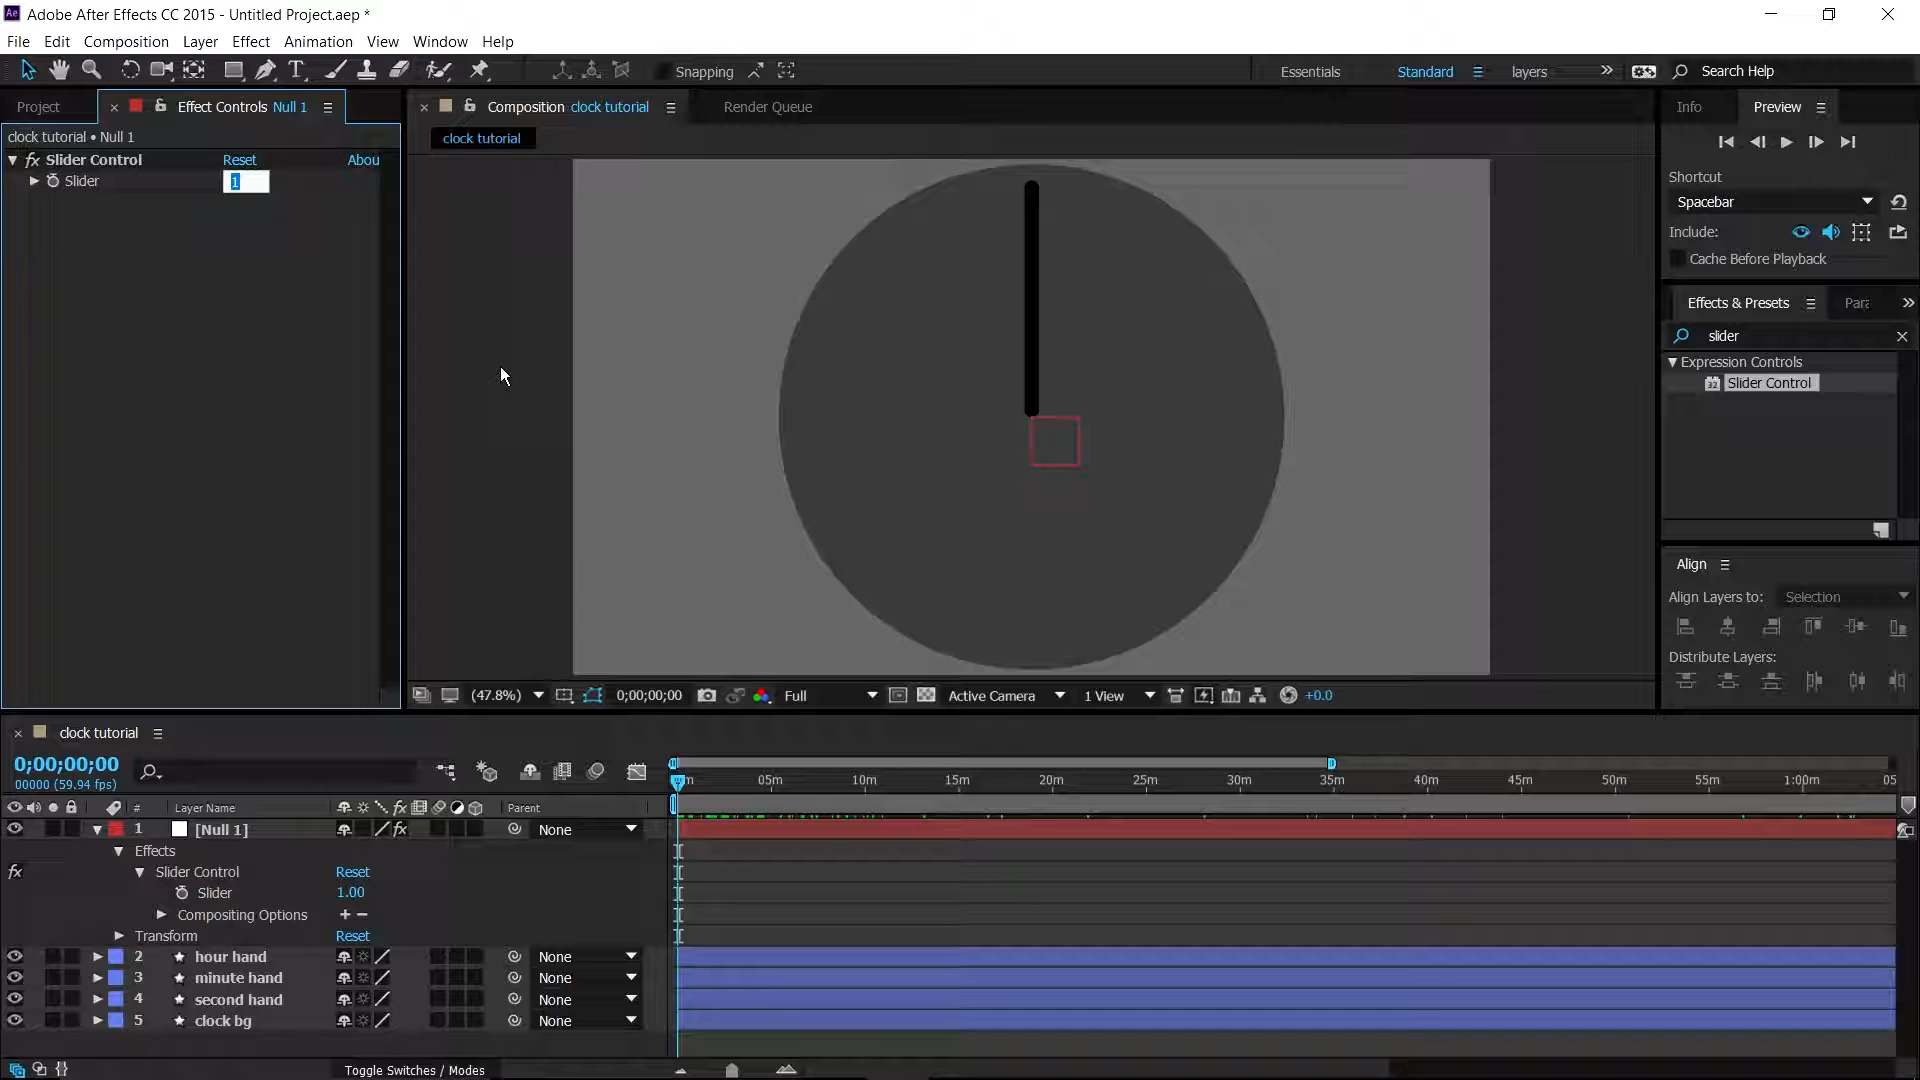 Adobe After Effects CC 2015 - Untitled Project.aep *
File Edit Composition Layer Effect Animation View Window Help
Snapping Essentials Standard layers Search Help
Project Effect Controls Null 1 Composition clock tutorial Render Queue Info Preview
clock tutorial • Null 1
clock tutorial
fx Slider Control Reset Abou
Slider 1
Shortcut
Spacebar
Include:
Cache Before Playback
Effects & Presets Para
slider
Expression Controls
32 Slider Control
Align
Align Layers to: Selection
Distribute Layers:
(47.8%) 0;00;00;00 Full Active Camera 1 View +0.0
clock tutorial
0;00;00;00
00000 (59.94 fps)
05m 10m 15m 20m 25m 30m 35m 40m 45m 50m 55m 1:00m 05
# Layer Name fx Parent
1 [Null 1] fx None
Effects
fx Slider Control Reset
Slider 1.00
Compositing Options + −
Transform Reset
2 hour hand None
3 minute hand None
4 second hand None
5 clock bg None
Toggle Switches / Modes